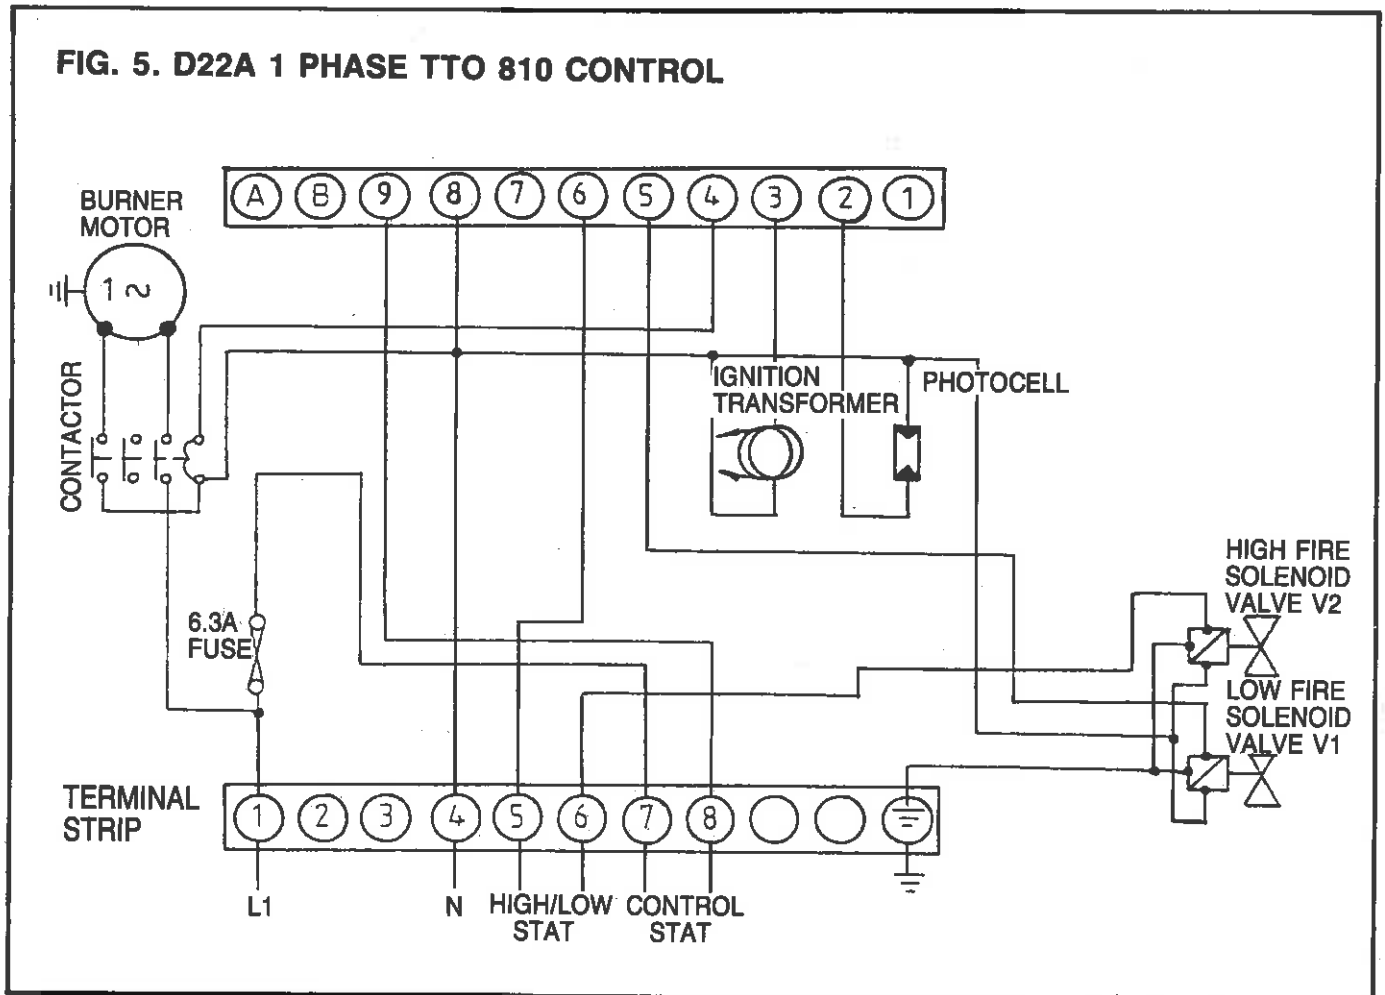 FIG. 5. D22A 1 PHASE TTO 810 CONTROL
A B 9 8 7 6 5 4 3 2 1
BURNER
MOTOR
1 ~
CONTACTOR
IGNITION
TRANSFORMER
PHOTOCELL
6.3A
FUSE
HIGH FIRE
SOLENOID
VALVE V2
LOW FIRE
SOLENOID
VALVE V1
TERMINAL
STRIP
1 2 3 4 5 6 7 8
L1
N
HIGH/LOW
STAT
CONTROL
STAT